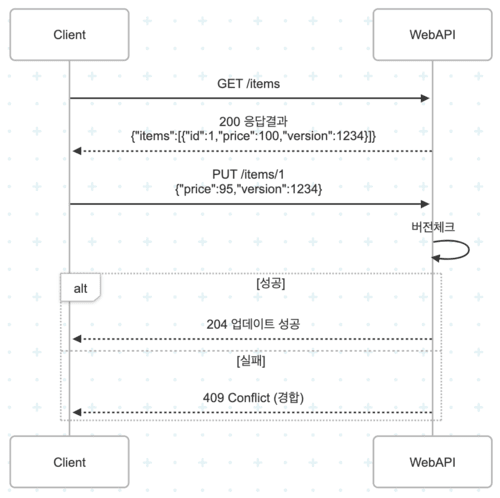 Client
WebAPI
GET /items
200 응답결과
{"items":[{"id":1,"price":100,"version":1234}]}
PUT /items/1
{"price":95,"version":1234}
버전체크
alt
[성공]
204 업데이트 성공
[실패]
409 Conflict (경합)
Client
WebAPI